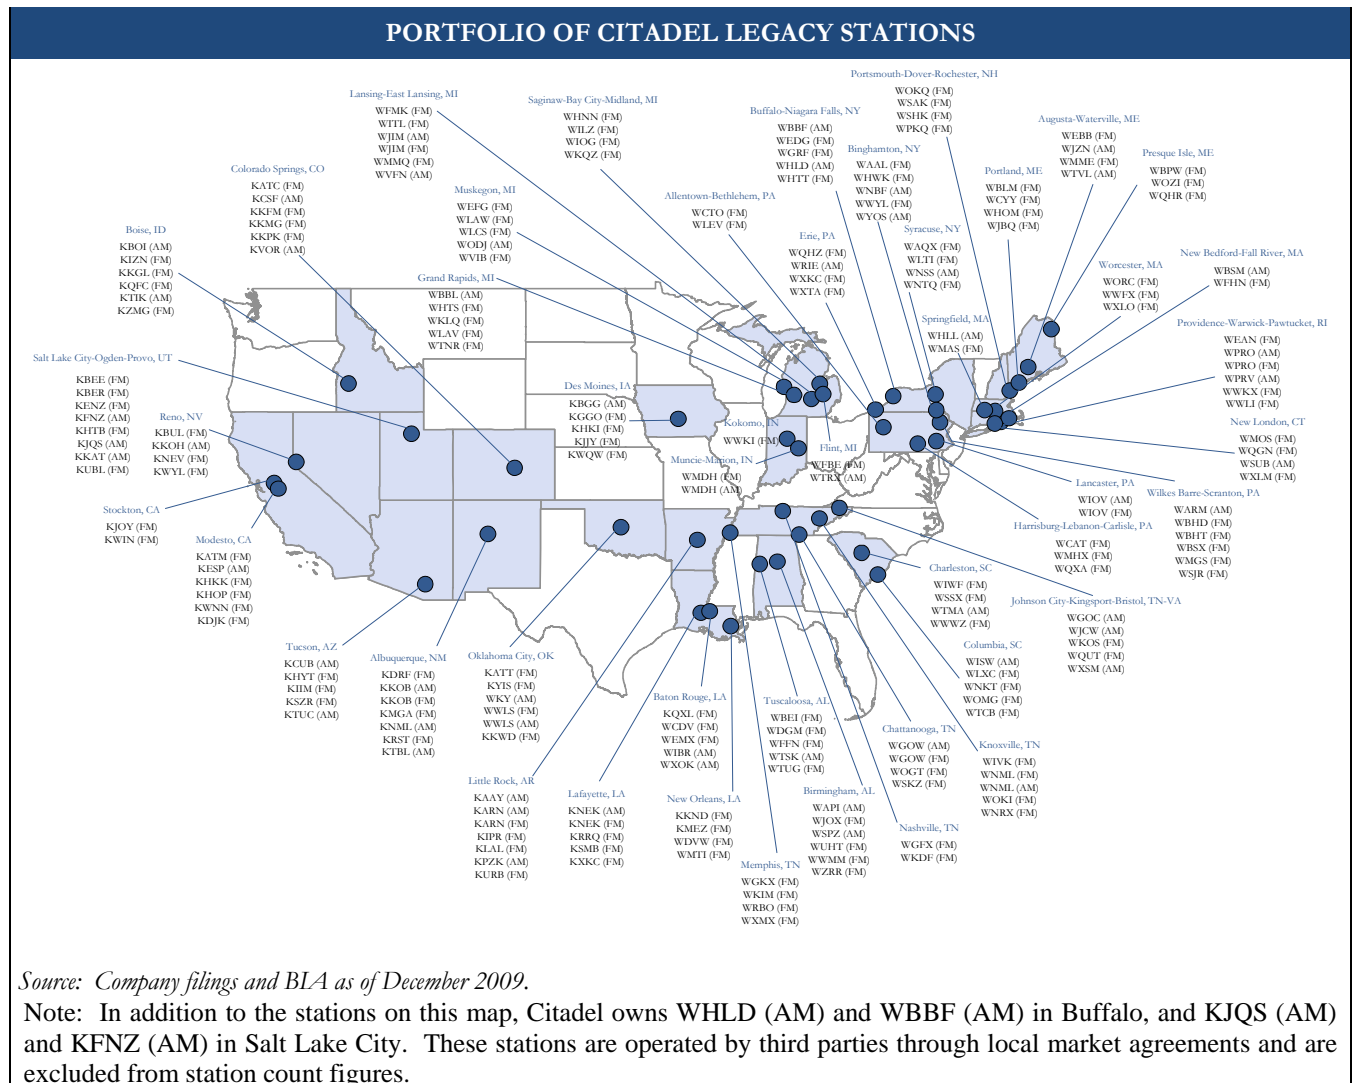 PORTFOLIO OF CITADEL LEGACY STATIONS
Portsmouth-Dover-Rochester, NH
WOKQ (FM)
WSAK (FM)
WSHK (FM)
WPKQ (FM)
Lansing-East Lansing, MI
WFMK (FM)
WITL (FM)
WJIM (AM)
WJIM (FM)
WMMQ (FM)
WVFN (AM)
Saginaw-Bay City-Midland, MI
WHNN (FM)
WILZ (FM)
WIOG (FM)
WKQZ (FM)
Buffalo-Niagara Falls, NY
WBBF (AM)
WEDG (FM)
WGRF (FM)
WHLD (AM)
WHTT (FM)
Augusta-Waterville, ME
WEBB (FM)
WJZN (AM)
WMME (FM)
WTVL (AM)
Binghamton, NY
WAAL (FM)
WHWK (FM)
WNBF (AM)
WWYL (FM)
WYOS (AM)
Presque Isle, ME
WBPW (FM)
WOZI (FM)
WQHR (FM)
Colorado Springs, CO
KATC (FM)
KCSF (AM)
KKFM (FM)
KKMG (FM)
KKPK (FM)
KVOR (AM)
Portland, ME
WBLM (FM)
WCYY (FM)
WHOM (FM)
WJBQ (FM)
Muskegon, MI
WEFG (FM)
WLAW (FM)
WLCS (FM)
WODJ (AM)
WVIB (FM)
Allentown-Bethlehem, PA
WCTO (FM)
WLEV (FM)
Boise, ID
KBOI (AM)
KIZN (FM)
KKGL (FM)
KQFC (FM)
KTIK (AM)
KZMG (FM)
Syracuse, NY
WAQX (FM)
WLTI (FM)
WNSS (AM)
WNTQ (FM)
Erie, PA
WQHZ (FM)
WRIE (AM)
WXKC (FM)
WXTA (FM)
New Bedford-Fall River, MA
WBSM (AM)
WFHN (FM)
Worcester, MA
WORC (FM)
WWFX (FM)
WXLO (FM)
Grand Rapids, MI
WBBL (AM)
WHTS (FM)
WKLQ (FM)
WLAV (FM)
WTNR (FM)
Springfield, MA
WHLL (AM)
WMAS (FM)
Providence-Warwick-Pawtucket, RI
WEAN (FM)
WPRO (AM)
WPRO (FM)
WPRV (AM)
WWKX (FM)
WWLI (FM)
Salt Lake City-Ogden-Provo, UT
KBEE (FM)
KBER (FM)
KENZ (FM)
KFNZ (AM)
KHTB (FM)
KJQS (AM)
KKAT (AM)
KUBL (FM)
Des Moines, IA
KBGG (AM)
KGGO (FM)
KHKI (FM)
KJJY (FM)
KWQW (FM)
Reno, NV
KBUL (FM)
KKOH (AM)
KNEV (FM)
KWYL (FM)
Kokomo, IN
WWKI (FM)
New London, CT
WMOS (FM)
WQGN (FM)
WSUB (AM)
WXLM (FM)
Flint, MI
WFBE (FM)
WTRX (AM)
Muncie-Marion, IN
WMDH (FM)
WMDH (AM)
Lancaster, PA
WIOV (AM)
WIOV (FM)
Wilkes Barre-Scranton, PA
WARM (AM)
WBHD (FM)
WBHT (FM)
WBSX (FM)
WMGS (FM)
WSJR (FM)
Stockton, CA
KJOY (FM)
KWIN (FM)
Harrisburg-Lebanon-Carlisle, PA
WCAT (FM)
WMHX (FM)
WQXA (FM)
Modesto, CA
KATM (FM)
KESP (AM)
KHKK (FM)
KHOP (FM)
KWNN (FM)
KDJK (FM)
Charleston, SC
WIWF (FM)
WSSX (FM)
WTMA (AM)
WWWZ (FM)
Johnson City-Kingsport-Bristol, TN-VA
WGOC (AM)
WJCW (AM)
WKOS (FM)
WQUT (FM)
WXSM (AM)
Tucson, AZ
KCUB (AM)
KHYT (FM)
KIIM (FM)
KSZR (FM)
KTUC (AM)
Albuquerque, NM
KDRF (FM)
KKOB (AM)
KKOB (FM)
KMGA (FM)
KNML (AM)
KRST (FM)
KTBL (AM)
Oklahoma City, OK
KATT (FM)
KYIS (FM)
WKY (AM)
WWLS (FM)
WWLS (AM)
KKWD (FM)
Columbia, SC
WISW (AM)
WLXC (FM)
WNKT (FM)
WOMG (FM)
WTCB (FM)
Baton Rouge, LA
KQXL (FM)
WCDV (FM)
WEMX (FM)
WIBR (AM)
WXOK (AM)
Tuscaloosa, AL
WBEI (FM)
WDGM (FM)
WFFN (FM)
WTSK (AM)
WTUG (FM)
Chattanooga, TN
WGOW (AM)
WGOW (FM)
WOGT (FM)
WSKZ (FM)
Knoxville, TN
WIVK (FM)
WNML (FM)
WNML (AM)
WOKI (FM)
WNRX (FM)
Little Rock, AR
KAAY (AM)
KARN (AM)
KARN (FM)
KIPR (FM)
KLAL (FM)
KPZK (AM)
KURB (FM)
Lafayette, LA
KNEK (AM)
KNEK (FM)
KRRQ (FM)
KSMB (FM)
KXKC (FM)
New Orleans, LA
KKND (FM)
KMEZ (FM)
WDVW (FM)
WMTI (FM)
Birmingham, AL
WAPI (AM)
WJOX (FM)
WSPZ (AM)
WUHT (FM)
WWMM (FM)
WZRR (FM)
Nashville, TN
WGFX (FM)
WKDF (FM)
Memphis, TN
WGKX (FM)
WKIM (FM)
WRBO (FM)
WXMX (FM)
Source: Company filings and BIA as of December 2009.
Note: In addition to the stations on this map, Citadel owns WHLD (AM) and WBBF (AM) in Buffalo, and KJQS (AM)
and KFNZ (AM) in Salt Lake City. These stations are operated by third parties through local market agreements and are
excluded from station count figures.